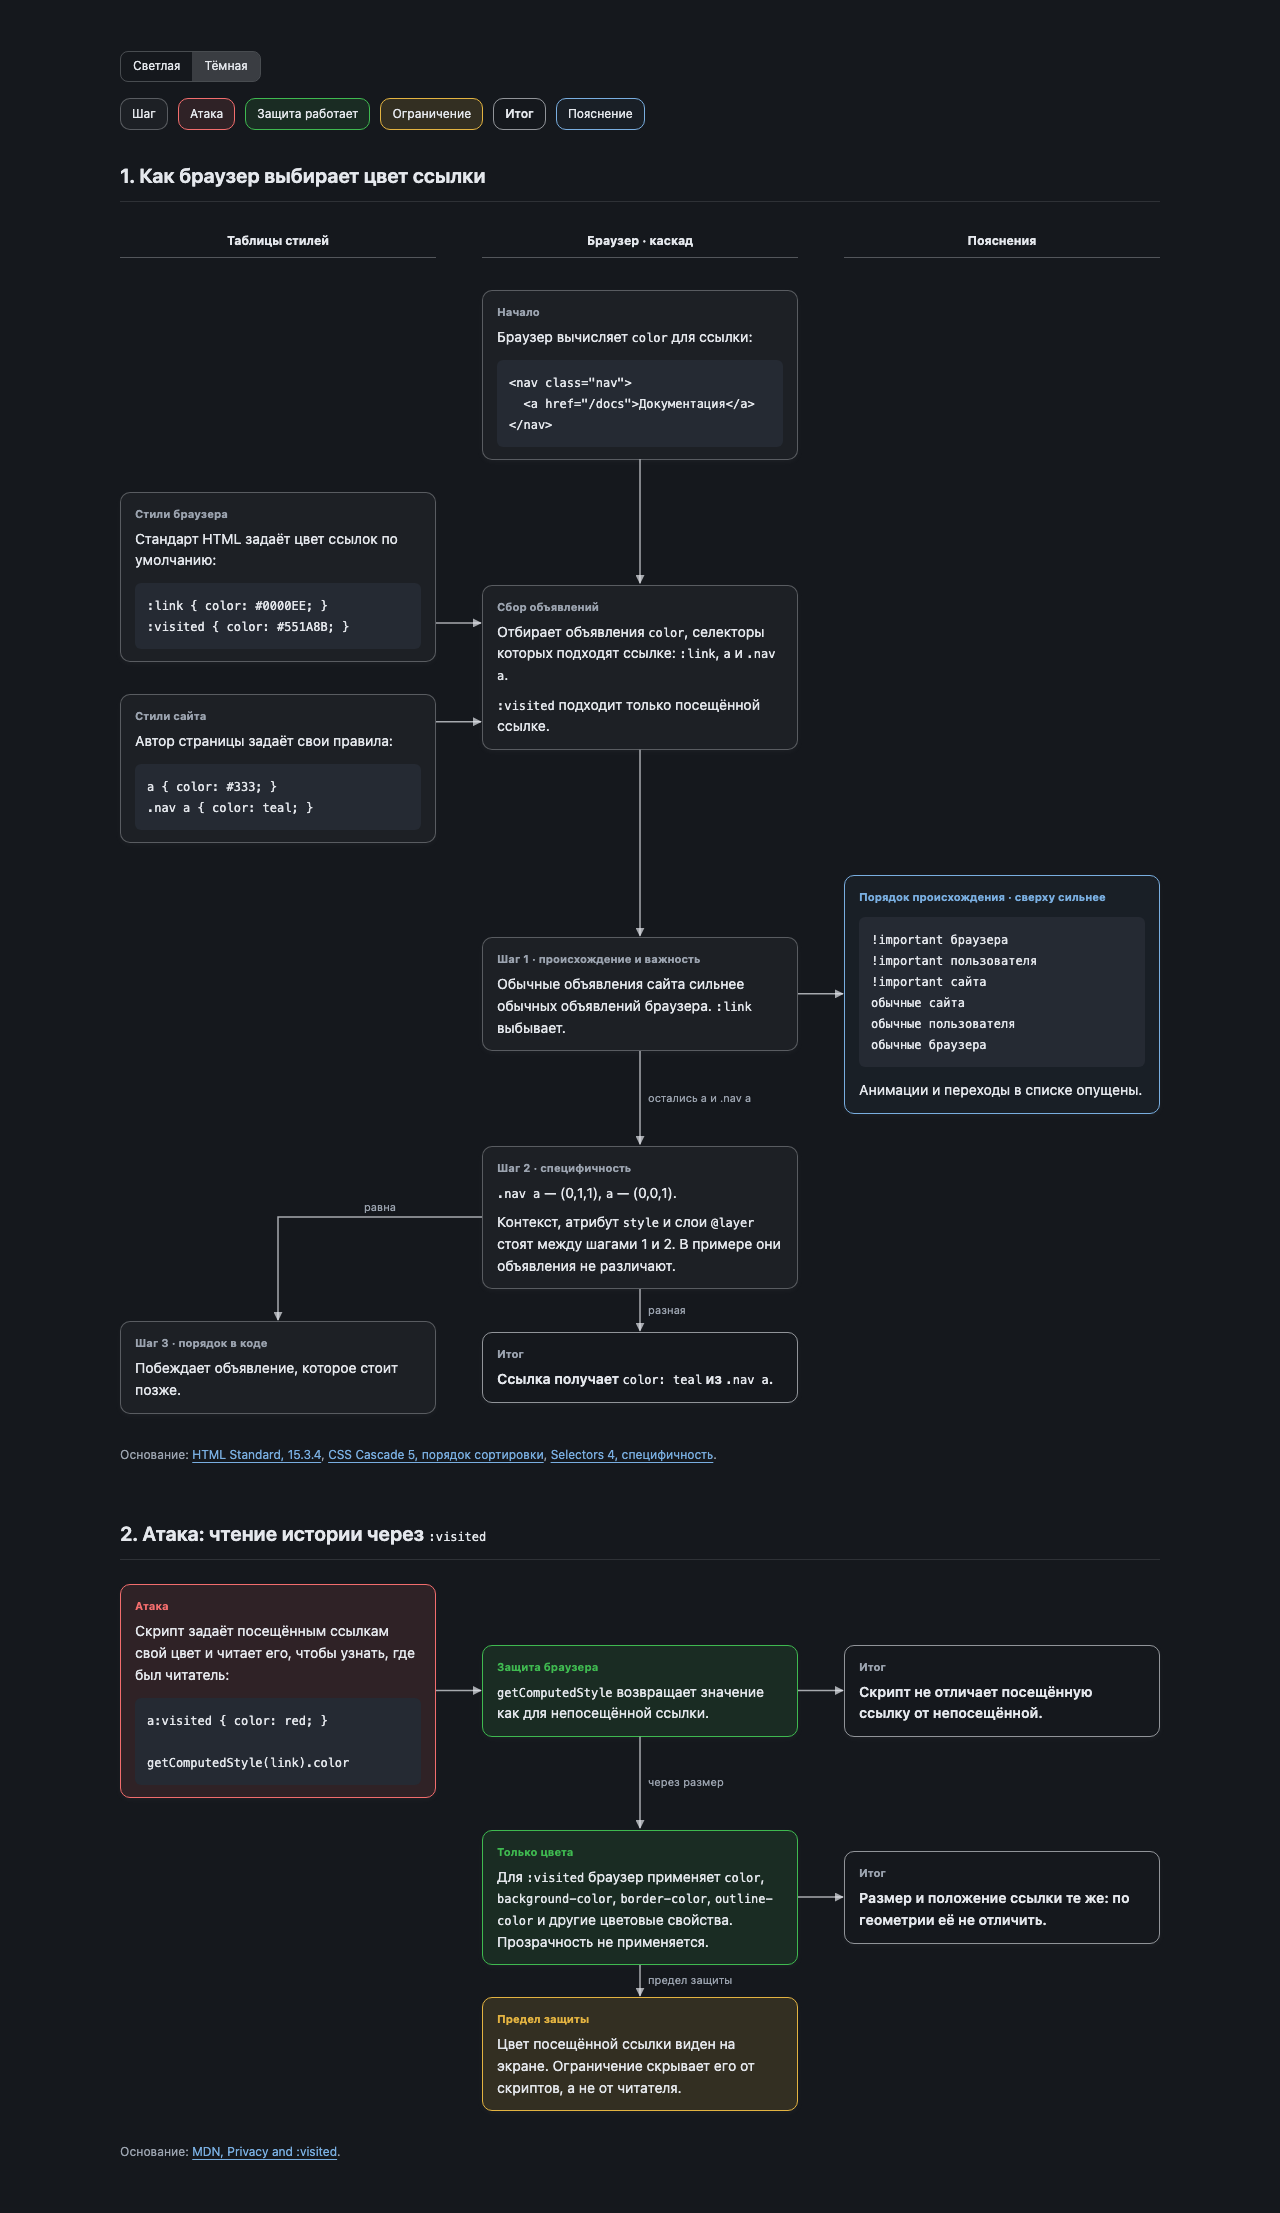 Светлая Тёмная
Шаг Атака Защита работает Ограничение Итог Пояснение
1. Как браузер выбирает цвет ссылки
Таблицы стилей Браузер · каскад Пояснения
Начало
Браузер вычисляет color для ссылки:
<nav class="nav">
<a href="/docs">Документация</a>
</nav>
Стили браузера
Стандарт HTML задаёт цвет ссылок по
умолчанию:
:link { color: #0000EE; }
:visited { color: #551A8B; }
Сбор объявлений
Отбирает объявления color, селекторы
которых подходят ссылке: :link, a и .nav
a.
:visited подходит только посещённой
ссылке.
Стили сайта
Автор страницы задаёт свои правила:
a { color: #333; }
.nav a { color: teal; }
Порядок происхождения · сверху сильнее
!important браузера
!important пользователя
!important сайта
обычные сайта
обычные пользователя
обычные браузера
Анимации и переходы в списке опущены.
Шаг 1 · происхождение и важность
Обычные объявления сайта сильнее
обычных объявлений браузера. :link
выбывает.
остались a и .nav a
Шаг 2 · специфичность
.nav a — (0,1,1), a — (0,0,1).
Контекст, атрибут style и слои @layer
стоят между шагами 1 и 2. В примере они
объявления не различают.
равна
разная
Шаг 3 · порядок в коде
Побеждает объявление, которое стоит
позже.
Итог
Ссылка получает color: teal из .nav a.
Основание: HTML Standard, 15.3.4, CSS Cascade 5, порядок сортировки, Selectors 4, специфичность.
2. Атака: чтение истории через :visited
Атака
Скрипт задаёт посещённым ссылкам
свой цвет и читает его, чтобы узнать, где
был читатель:
a:visited { color: red; }
getComputedStyle(link).color
Защита браузера
getComputedStyle возвращает значение
как для непосещённой ссылки.
Итог
Скрипт не отличает посещённую
ссылку от непосещённой.
через размер
Только цвета
Для :visited браузер применяет color,
background-color, border-color, outline-
color и другие цветовые свойства.
Прозрачность не применяется.
Итог
Размер и положение ссылки те же: по
геометрии её не отличить.
предел защиты
Предел защиты
Цвет посещённой ссылки виден на
экране. Ограничение скрывает его от
скриптов, а не от читателя.
Основание: MDN, Privacy and :visited.